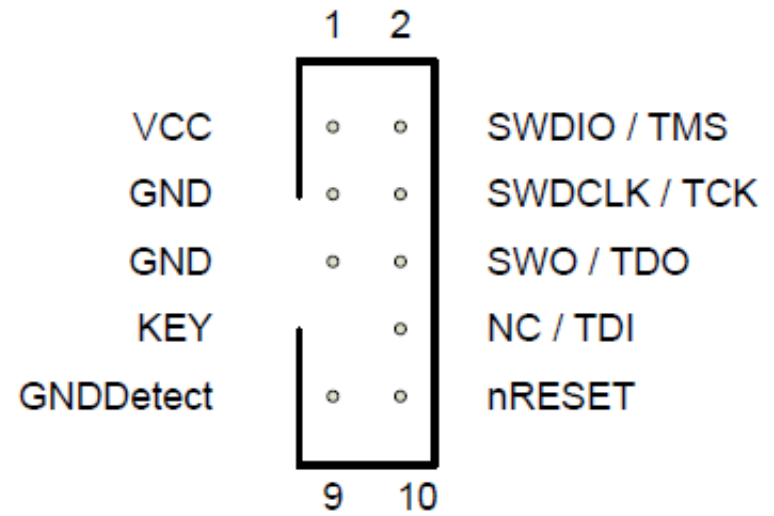 1 2
VCC SWDIO / TMS
GND SWDCLK / TCK
GND SWO / TDO
KEY NC / TDI
GNDDetect nRESET
9 10